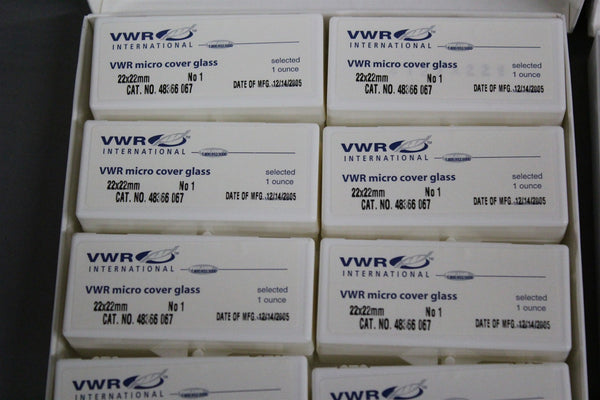 VWR
INTERNATIONAL
VWR micro cover glass
selected
1 ounce
22x22mm No 1
CAT. NO. 48366 067
DATE OF MFG. 12/14/2005
VWR
INTERNATIONAL
VWR micro cover glass
selected
1 ounce
22x22mm No 1
CAT. NO. 48366 067
DATE OF MFG. 12/14/2005
VWR
INTERNATIONAL
VWR micro cover glass
selected
1 ounce
22x22mm No 1
CAT. NO. 48366 067
DATE OF MFG. 12/14/2005
VWR
INTERNATIONAL
VWR micro cover glass
selected
1 ounce
22x22mm No 1
CAT. NO. 48366 067
DATE OF MFG. 12/14/2005
VWR
INTERNATIONAL
VWR micro cover glass
selected
1 ounce
22x22mm No 1
CAT. NO. 48366 067
DATE OF MFG. 12/14/2005
VWR
INTERNATIONAL
VWR micro cover glass
selected
1 ounce
22x22mm No 1
CAT. NO. 48366 067
DATE OF MFG. 12/14/2005
VWR
INTERNATIONAL
VWR
INTERNATIONAL